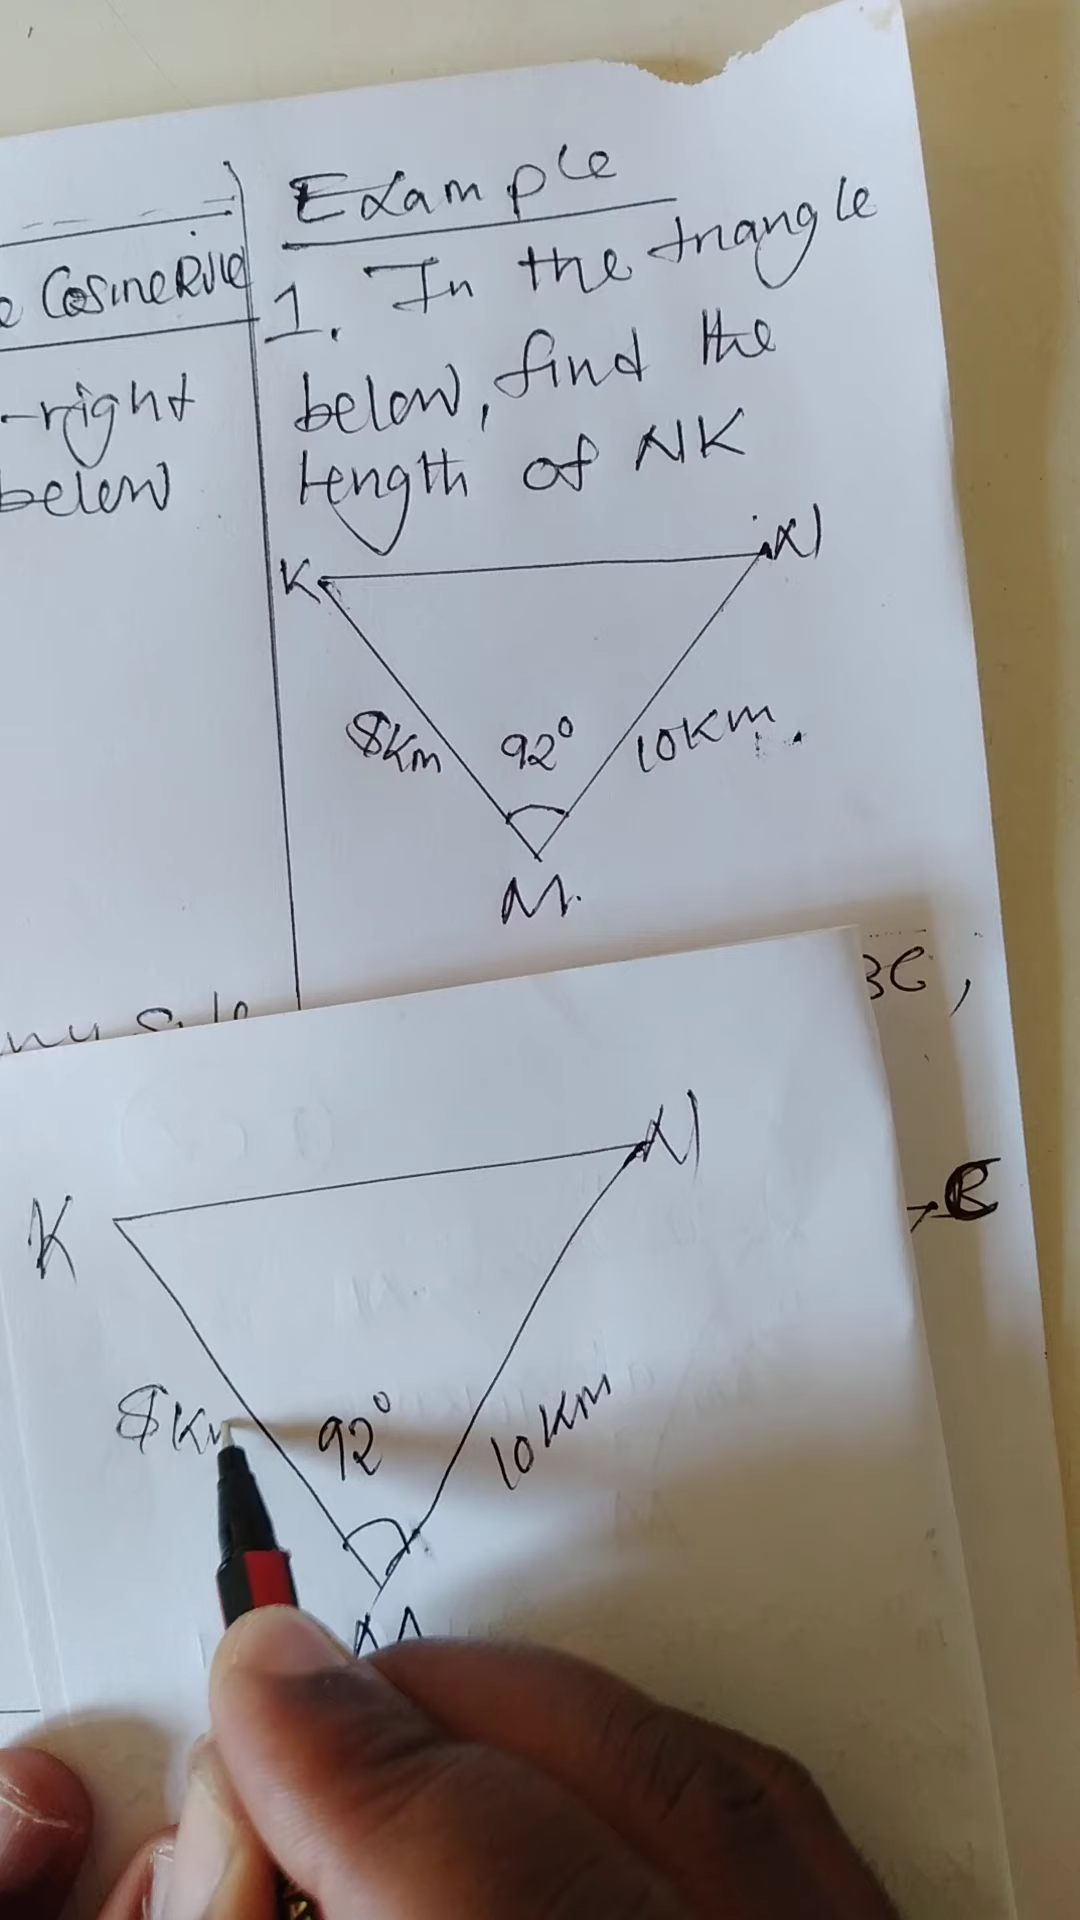 Cosine Rule
-right
below
Example
1. In the triangle
below, find the
length of NK
K N
8Km 92° 10Km
M.
BC,
C
K N
8Km 92° 10Km
M